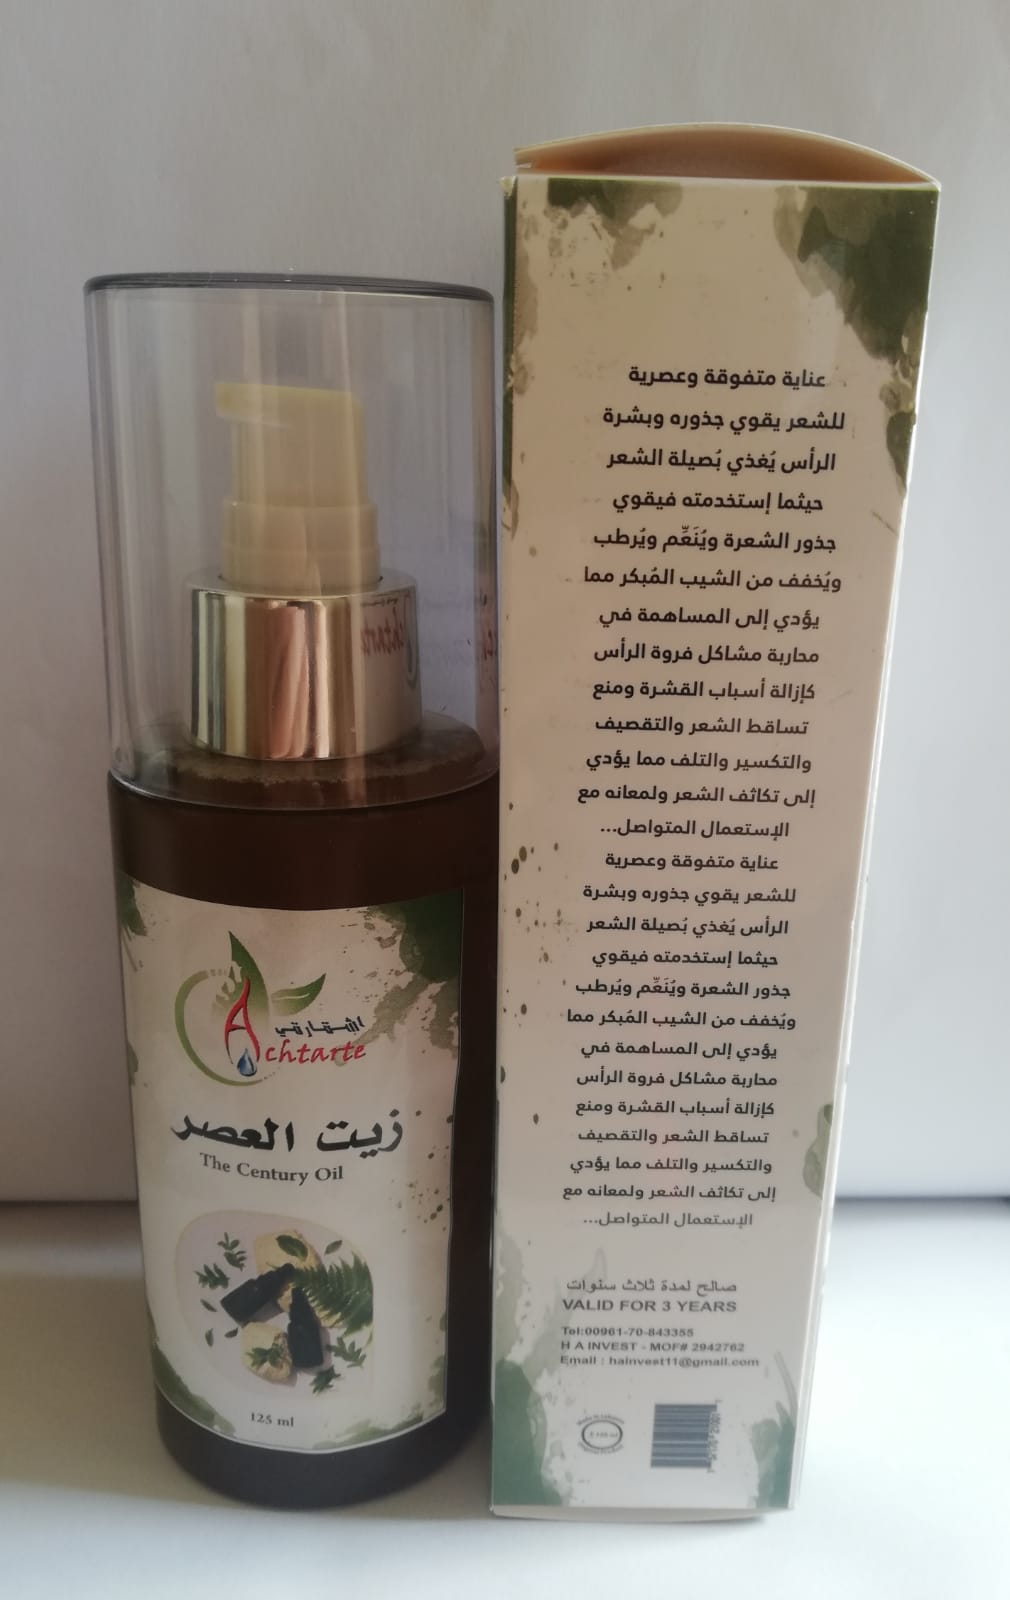 اشتارتي
Achtarte
زيت العصر
The Century Oil
125 ml
عناية متفوقة وعصرية
للشعر يقوي جذوره وبشرة
الرأس يُغذي بُصيلة الشعر
حيثما إستخدمته فيقوي
جذور الشعرة ويُنَعِّم ويُرطب
ويُخفف من الشيب المُبكر مما
يؤدي إلى المساهمة في
محاربة مشاكل فروة الرأس
كإزالة أسباب القشرة ومنع
تساقط الشعر والتقصيف
والتكسير والتلف مما يؤدي
إلى تكاثف الشعر ولمعانه مع
الإستعمال المتواصل...
عناية متفوقة وعصرية
للشعر يقوي جذوره وبشرة
الرأس يُغذي بُصيلة الشعر
حيثما إستخدمته فيقوي
جذور الشعرة ويُنَعِّم ويُرطب
ويُخفف من الشيب المُبكر مما
يؤدي إلى المساهمة في
محاربة مشاكل فروة الرأس
كإزالة أسباب القشرة ومنع
تساقط الشعر والتقصيف
والتكسير والتلف مما يؤدي
إلى تكاثف الشعر ولمعانه مع
الإستعمال المتواصل...
صالح لمدة ثلاث سنوات
VALID FOR 3 YEARS
Tel:00961-70-843355
H A INVEST - MOF# 2942762
Email : hainvest11@gmail.com
Made In Lebanon